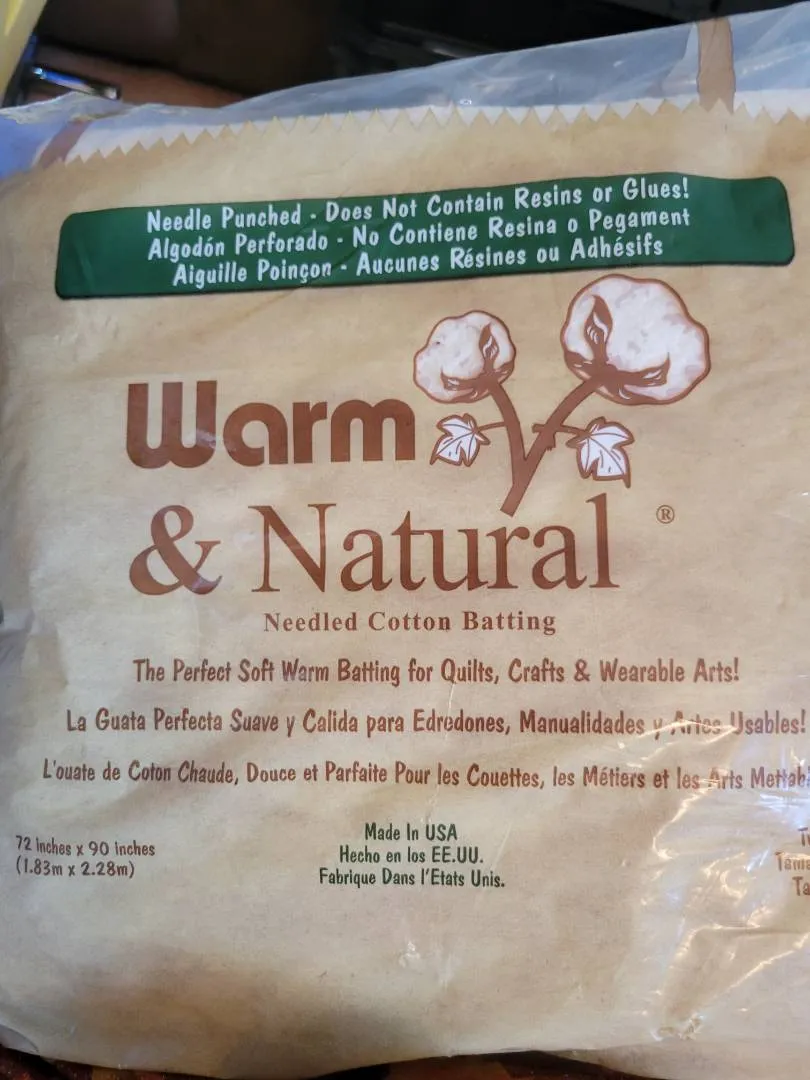 Needle Punched - Does Not Contain Resins or Glues!
Algodón Perforado - No Contiene Resina o Pegament
Aiguille Poinçon - Aucunes Résines ou Adhésifs
Warm
& Natural ®
Needled Cotton Batting
The Perfect Soft Warm Batting for Quilts, Crafts & Wearable Arts!
La Guata Perfecta Suave y Calida para Edredones, Manualidades y Artes Usables!
L'ouate de Coton Chaude, Douce et Parfaite Pour les Couettes, les Métiers et les Arts
72 inches x 90 inches
(1.83m x 2.28m)
Made In USA
Hecho en los EE.UU.
Fabrique Dans l'Etats Unis.